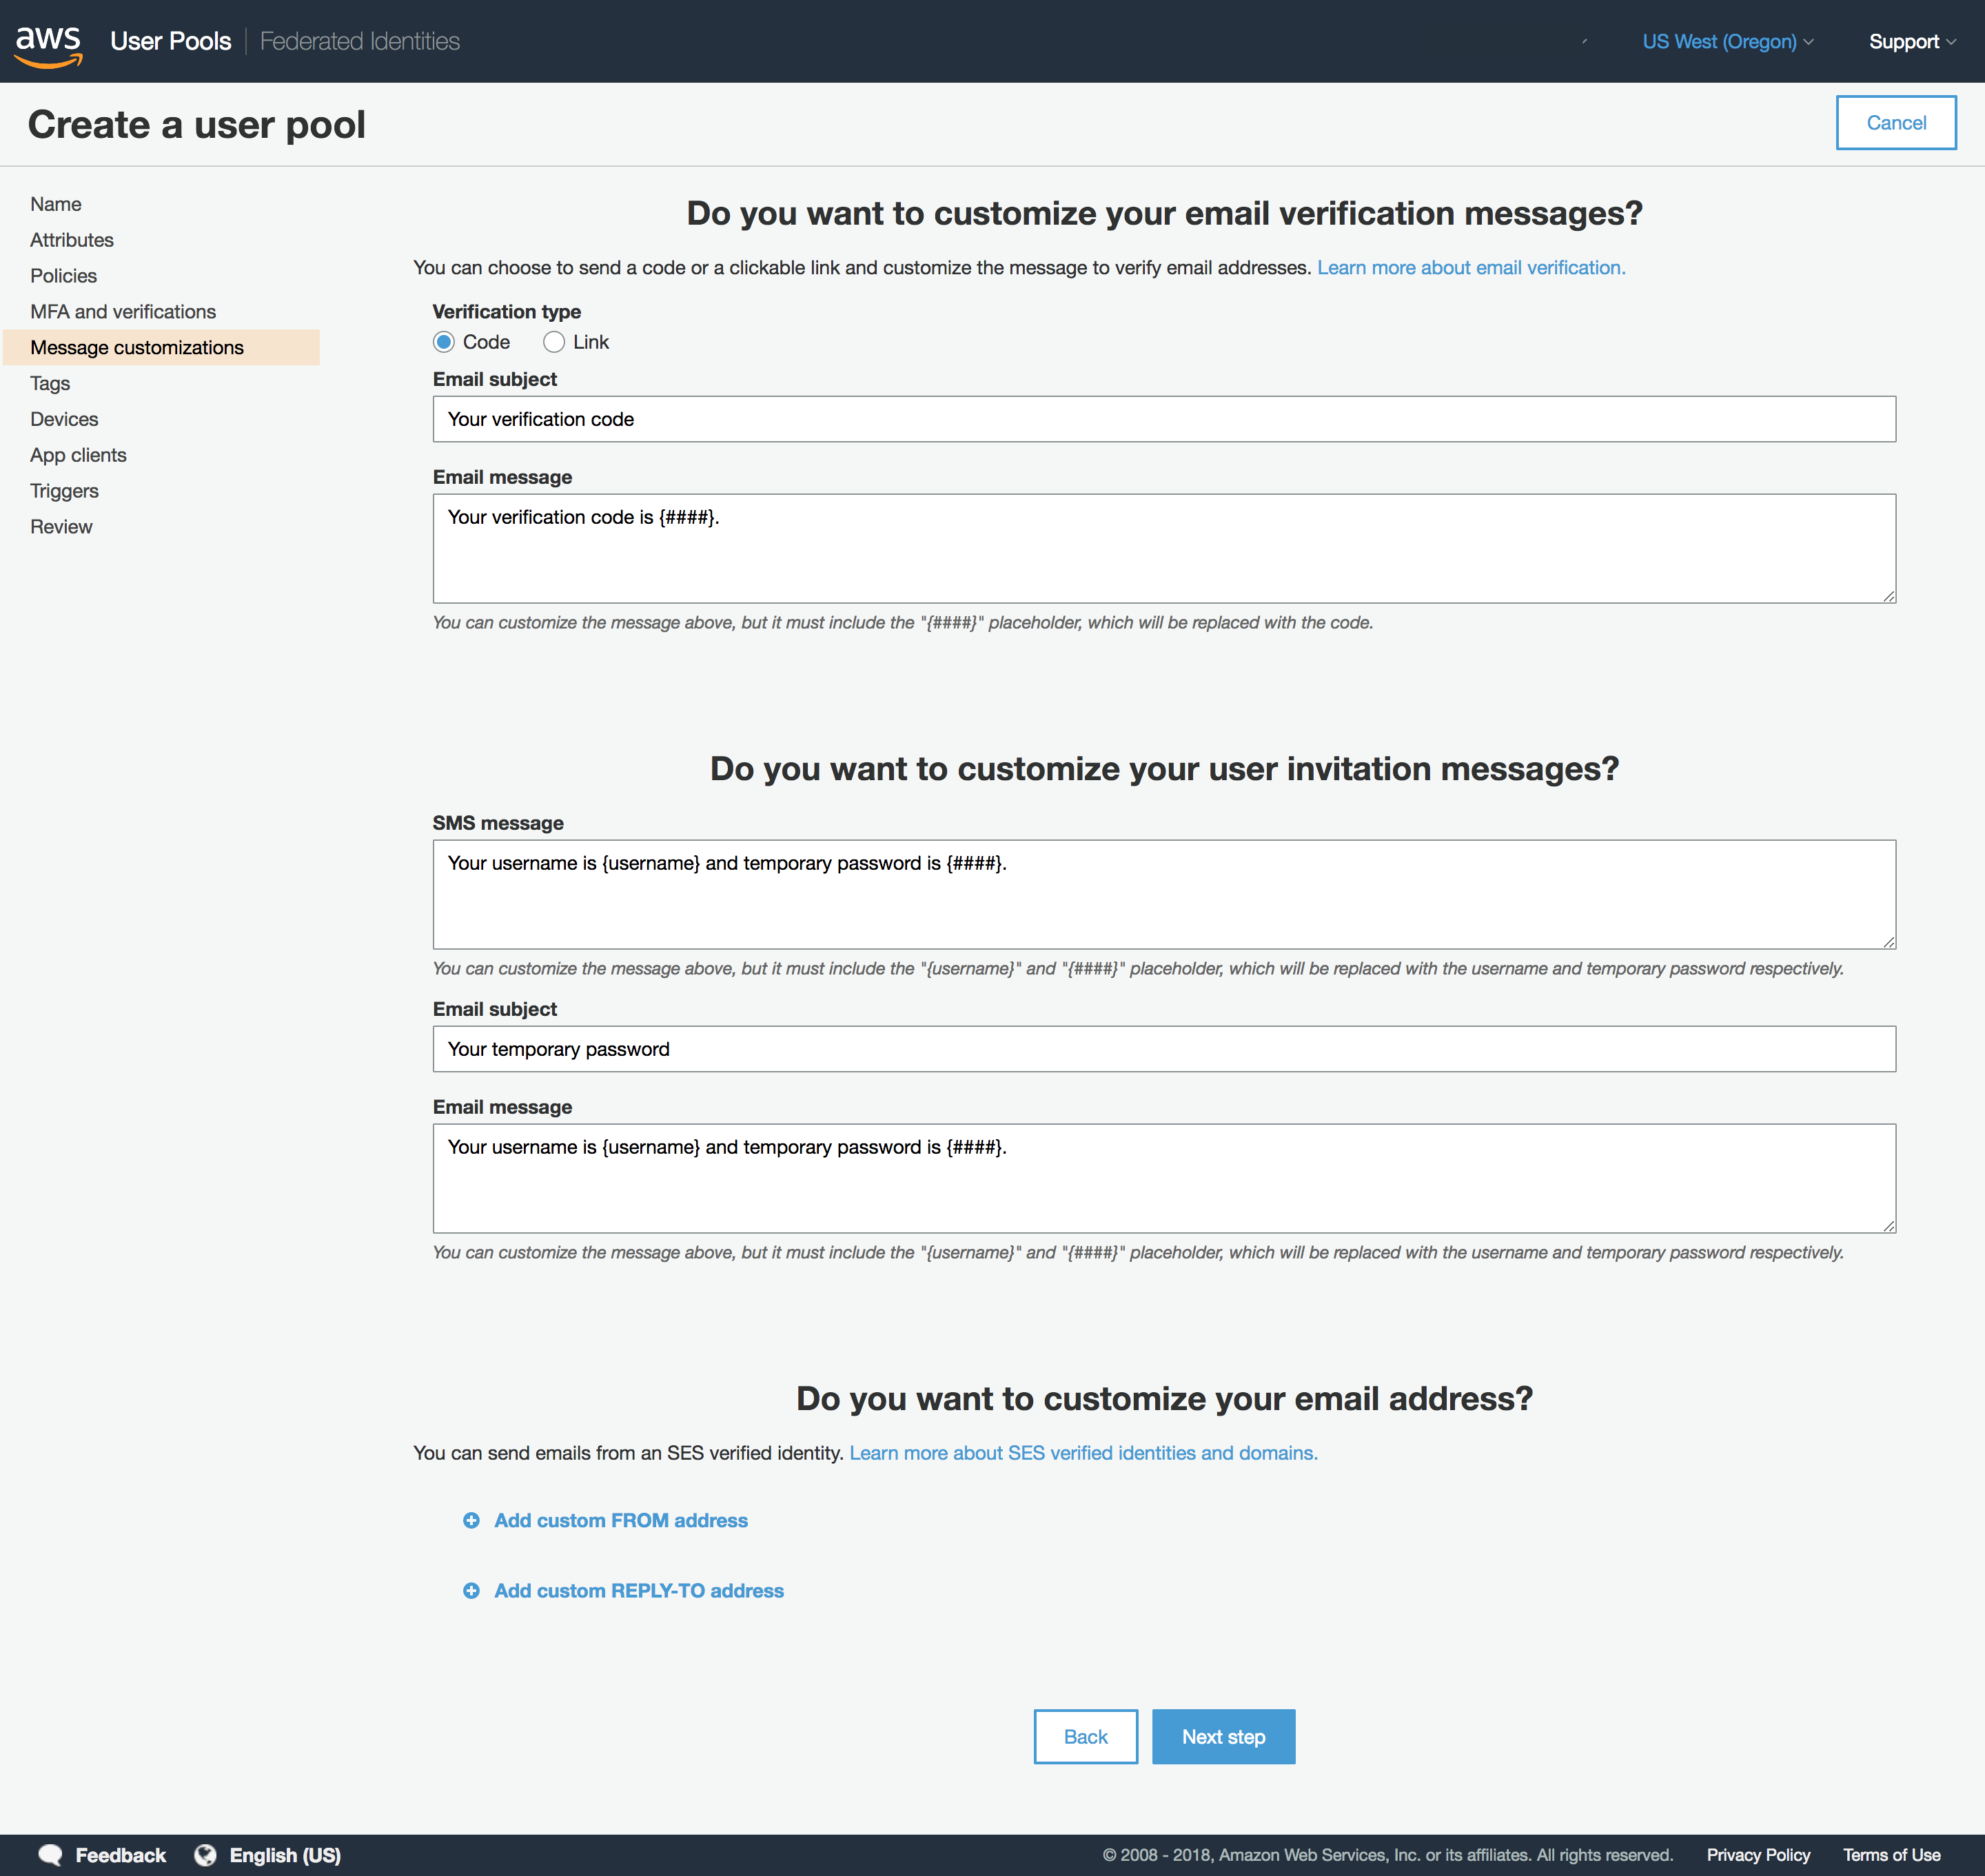 aws User Pools Federated Identities US West (Oregon) Support
Create a user pool Cancel
Name
Attributes
Policies
MFA and verifications
Message customizations
Tags
Devices
App clients
Triggers
Review
Do you want to customize your email verification messages?
You can choose to send a code or a clickable link and customize the message to verify email addresses. Learn more about email verification.
Verification type
Code Link
Email subject
Your verification code
Email message
Your verification code is {####}.
You can customize the message above, but it must include the "{####}" placeholder, which will be replaced with the code.
Do you want to customize your user invitation messages?
SMS message
Your username is {username} and temporary password is {####}.
You can customize the message above, but it must include the "{username}" and "{####}" placeholder, which will be replaced with the username and temporary password respectively.
Email subject
Your temporary password
Email message
Your username is {username} and temporary password is {####}.
You can customize the message above, but it must include the "{username}" and "{####}" placeholder, which will be replaced with the username and temporary password respectively.
Do you want to customize your email address?
You can send emails from an SES verified identity. Learn more about SES verified identities and domains.
Add custom FROM address
Add custom REPLY-TO address
Back Next step
Feedback English (US) © 2008 - 2018, Amazon Web Services, Inc. or its affiliates. All rights reserved. Privacy Policy Terms of Use